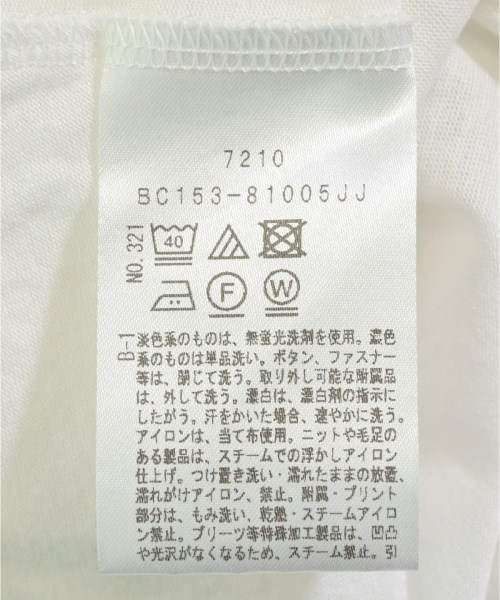 7210
BC153-81005JJ
NO.321
40
F
W
B-1
淡色系のものは、無蛍光洗剤を使用。濃色
系のものは単品洗い。ボタン、ファスナー
等は、閉じて洗う。取り外し可能な附属品
は、外して洗う。漂白は、漂白剤の指示に
したがう。汗をかいた場合、速やかに洗う。
アイロンは、当て布使用。ニットや毛足の
ある製品は、スチームでの浮かしアイロン
仕上げ。つけ置き洗い・濡れたままの放置、
濡れがけアイロン、禁止。附属・プリント
部分は、もみ洗い、乾燥・スチームアイロ
ン禁止。プリーツ等特殊加工製品は、凹凸
や光沢がなくなるため、スチーム禁止。引